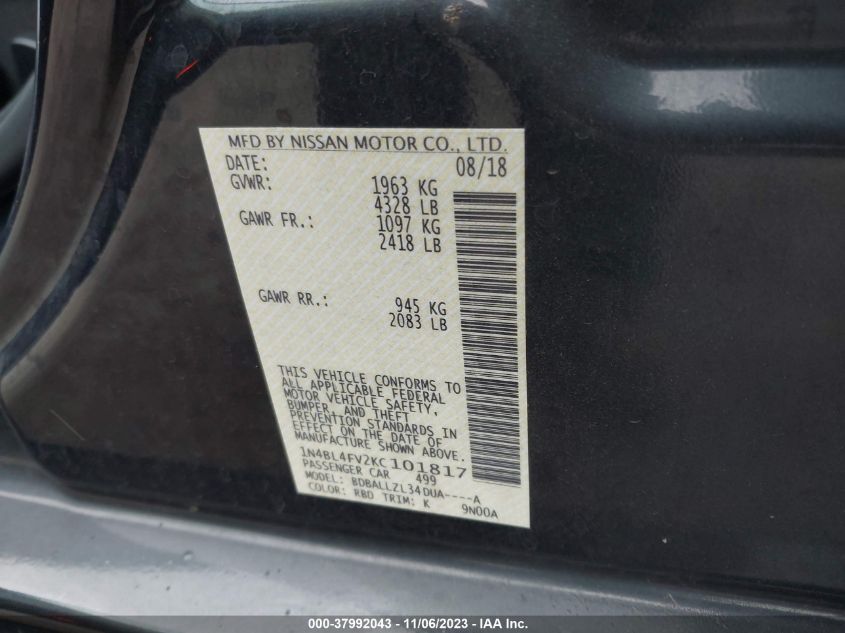 MFD BY NISSAN MOTOR CO., LTD.
DATE: 08/18
GVWR: 1963 KG
4328 LB
GAWR FR.: 1097 KG
2418 LB
GAWR RR.: 945 KG
2083 LB
THIS VEHICLE CONFORMS TO
ALL APPLICABLE FEDERAL
MOTOR VEHICLE SAFETY,
BUMPER, AND THEFT
PREVENTION STANDARDS IN
EFFECT ON THE DATE OF
MANUFACTURE SHOWN ABOVE.
1N4BL4FV2KC101817
PASSENGER CAR 499
MODEL: BDBALLZL34DUA----A
COLOR: RBD TRIM: K 9N00A
000-37992043 - 11/06/2023 - IAA Inc.